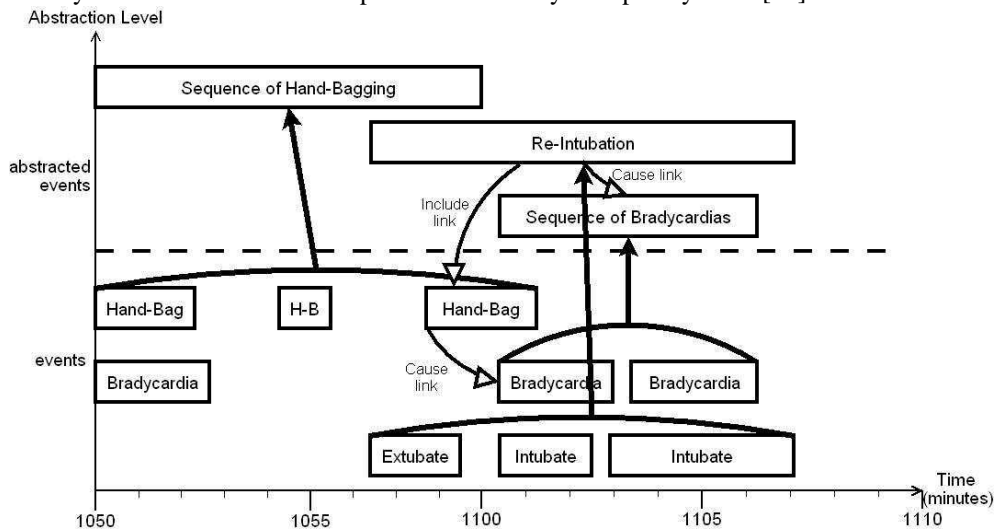 Abstraction Level
Sequence of Hand-Bagging
Re-Intubation
abstracted
events
Include
link
Cause link
Sequence of Bradycardias
Hand-Bag
H-B
Hand-Bag
events
Bradycardia
Cause
link
Bradycardia
Bradycardia
Extubate
Intubate
Intubate
Time
(minutes)
1050
1055
1100
1105
1110